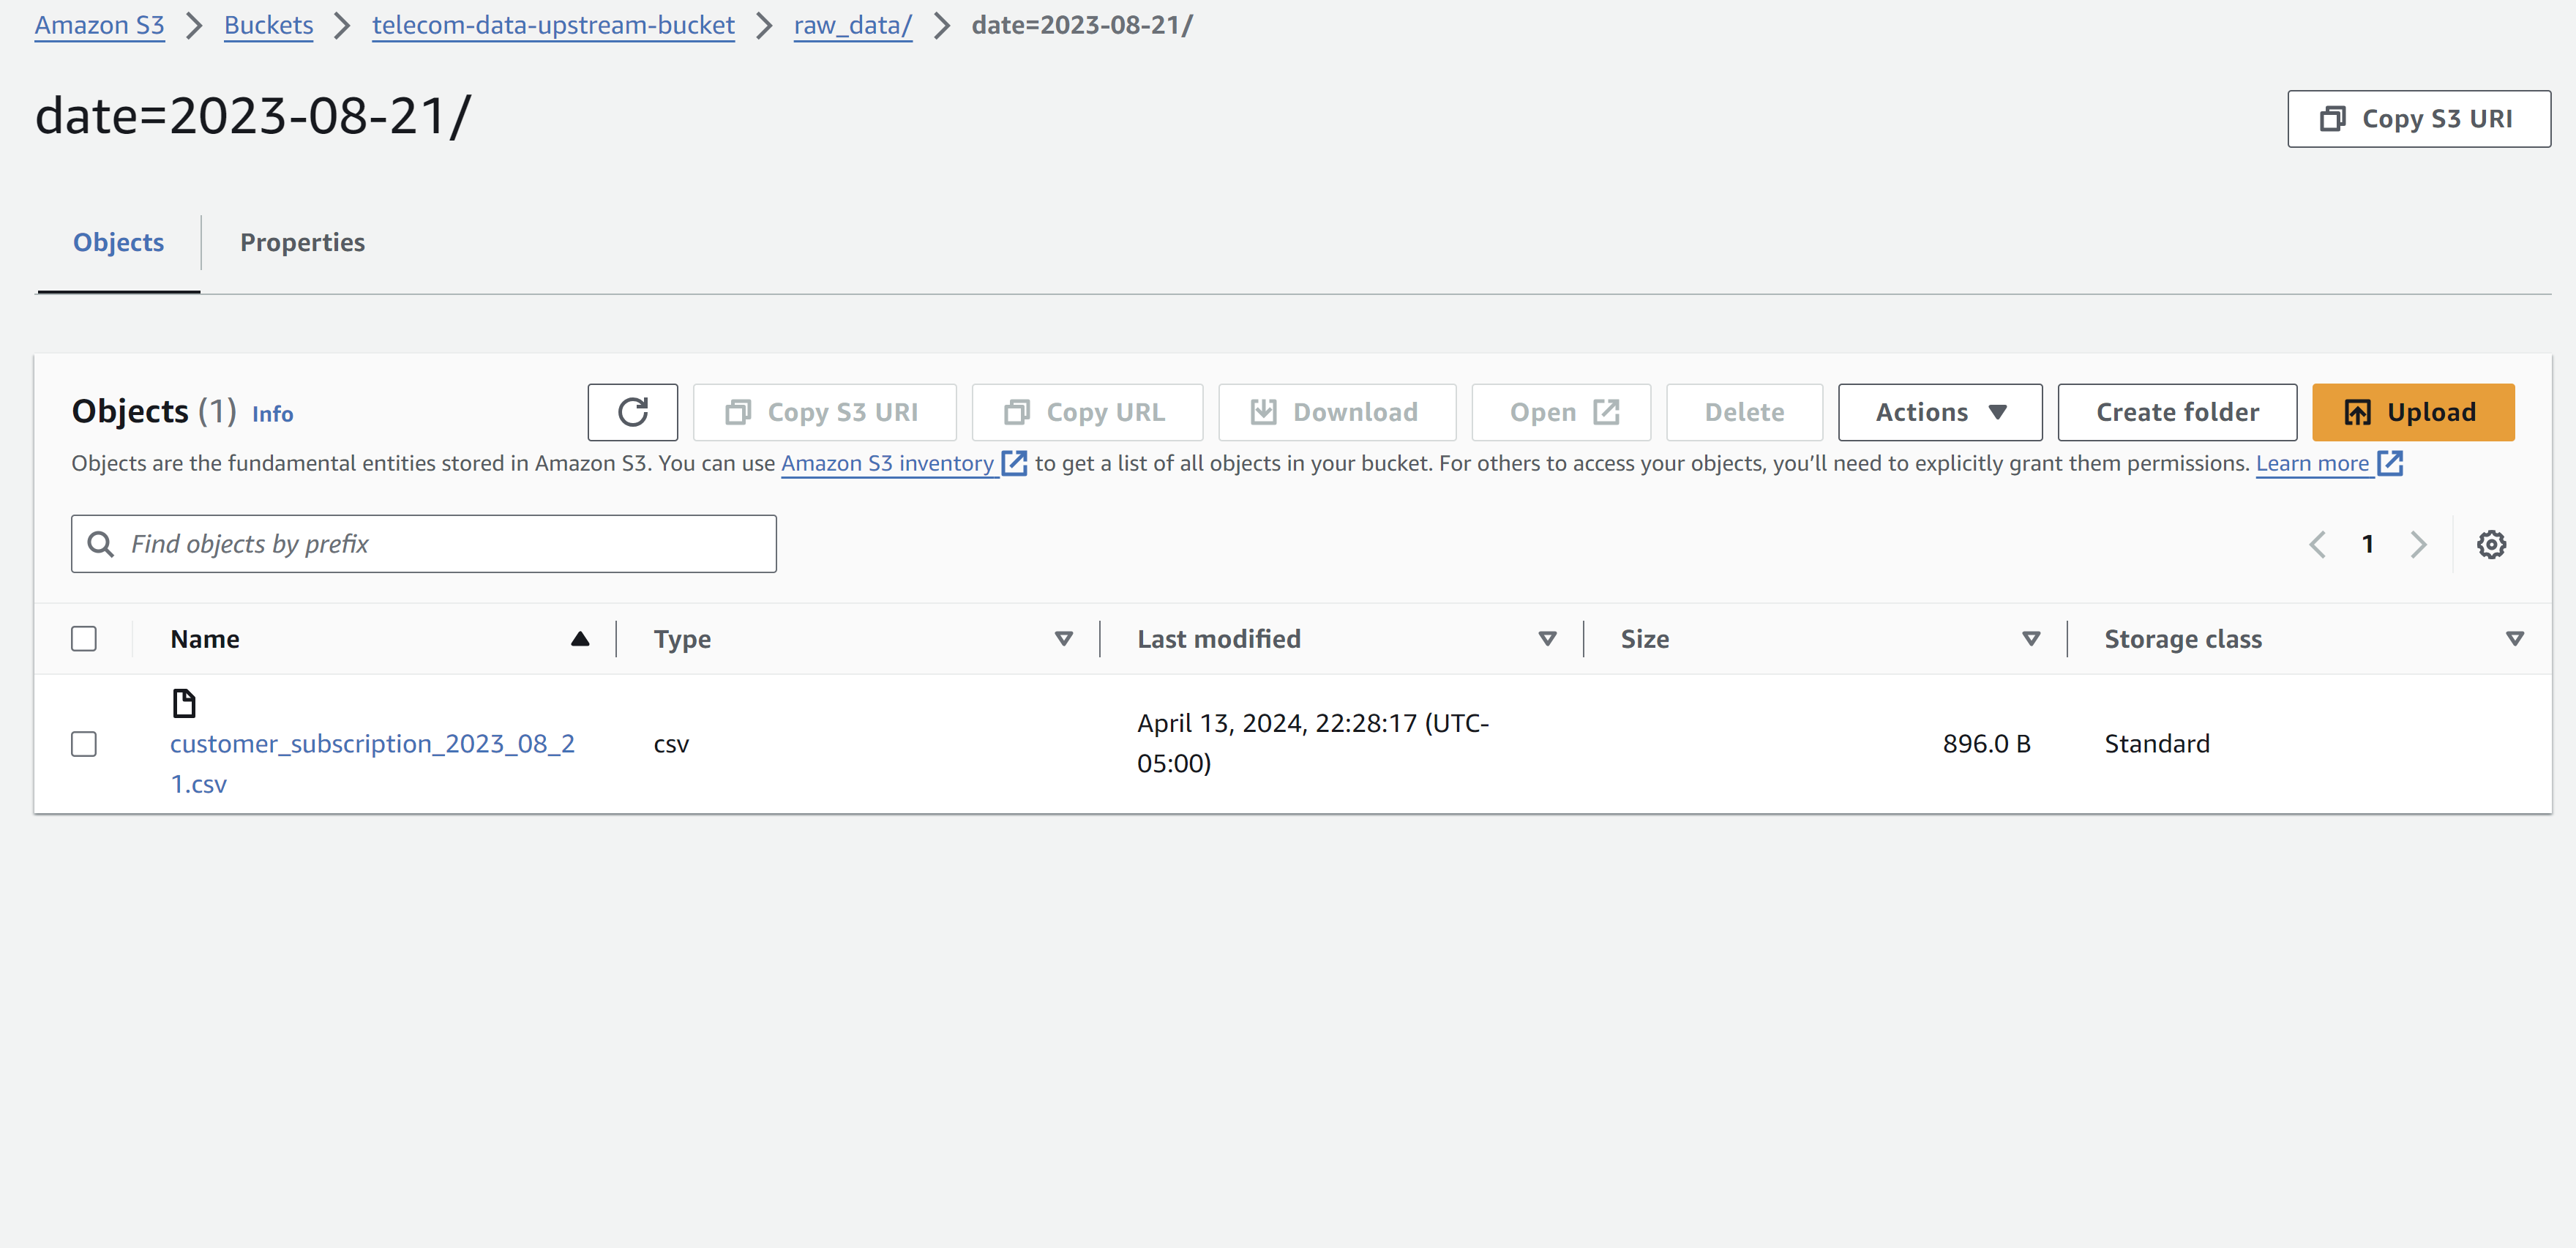 Amazon S3 > Buckets > telecom-data-upstream-bucket > raw_data/ > date=2023-08-21/
date=2023-08-21/
Copy S3 URI
Objects Properties
Objects (1) Info
Copy S3 URI Copy URL Download Open Delete Actions Create folder Upload
Objects are the fundamental entities stored in Amazon S3. You can use Amazon S3 inventory to get a list of all objects in your bucket. For others to access your objects, you’ll need to explicitly grant them permissions. Learn more
Find objects by prefix
1
Name Type Last modified Size Storage class
customer_subscription_2023_08_2
1.csv
csv
April 13, 2024, 22:28:17 (UTC-
05:00)
896.0 B
Standard